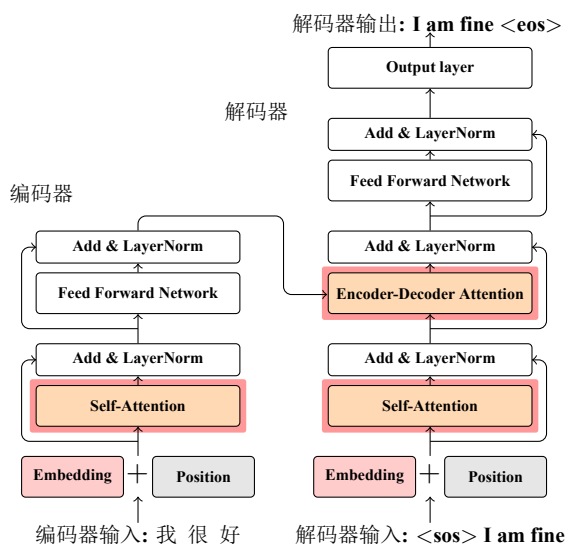 解码器输出: I am fine <eos>
Output layer
解码器
Add & LayerNorm
Feed Forward Network
编码器
Add & LayerNorm
Add & LayerNorm
Feed Forward Network
Encoder-Decoder Attention
Add & LayerNorm
Add & LayerNorm
Self-Attention
Self-Attention
Embedding + Position
Embedding + Position
编码器输入: 我 很 好
解码器输入: <sos> I am fine